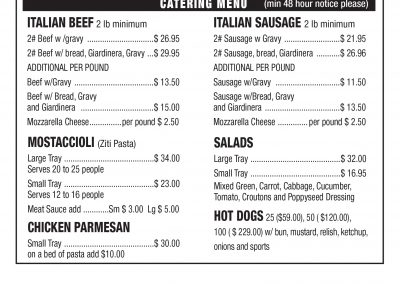 CATERING MENU (min 48 hour notice please)
ITALIAN BEEF 2 lb minimum
2# Beef w /gravy ............................$ 26.95
2# Beef w/ bread, Giardinera, Gravy ...$ 29.95
ADDITIONAL PER POUND
Beef w/Gravy ................................$ 13.50
Beef w/ Bread, Gravy
and Giardinera ..............................$ 15.00
Mozzarella Cheese...............per pound $ 2.50
MOSTACCIOLI (Ziti Pasta)
Large Tray ....................................$ 34.00
Serves 20 to 25 people
Small Tray ....................................$ 23.00
Serves 12 to 16 people
Meat Sauce add ............Sm $ 3.00 Lg $ 5.00
CHICKEN PARMESAN
Small Tray ....................................$ 30.00
on a bed of pasta add $10.00
ITALIAN SAUSAGE 2 lb minimum
2# Sausage w Gravy ........................$ 21.95
2# Sausage, bread, Giardinera ............$ 26.96
ADDITIONAL PER POUND
Sausage w/Gravy ...........................$ 11.50
Sausage w/Bread, Gravy
and Giardinera ..............................$ 13.50
Mozzarella Cheese................per pound $ 2.50
SALADS
Large Tray ....................................$ 32.00
Small Tray ....................................$ 16.95
Mixed Green, Carrot, Cabbage, Cucumber,
Tomato, Croutons and Poppyseed Dressing
HOT DOGS 25 ($59.00), 50 ( $120.00),
100 ( $ 229.00) w/ bun, mustard, relish, ketchup,
onions and sports